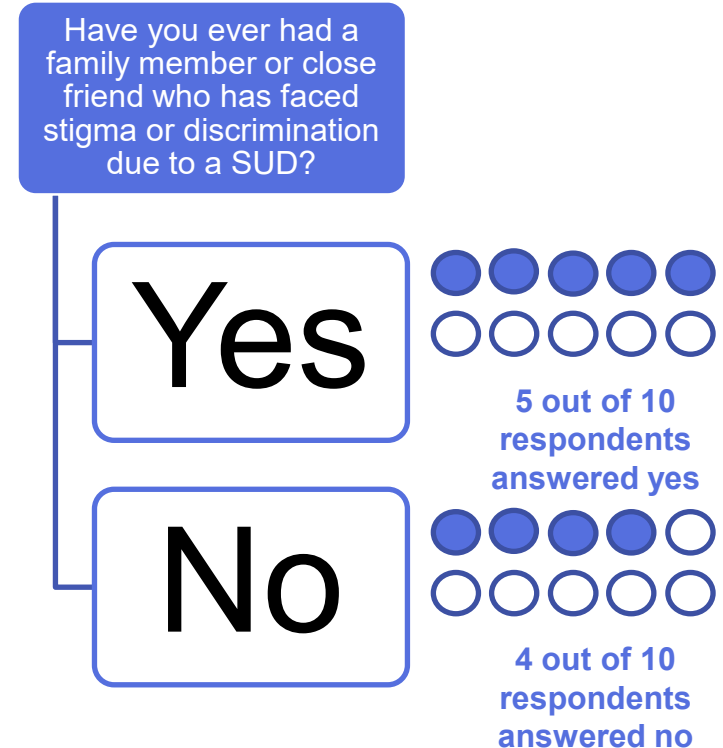 Have you ever had a
family member or close
friend who has faced
stigma or discrimination
due to a SUD?
Yes
5 out of 10
respondents
answered yes
No
4 out of 10
respondents
answered no